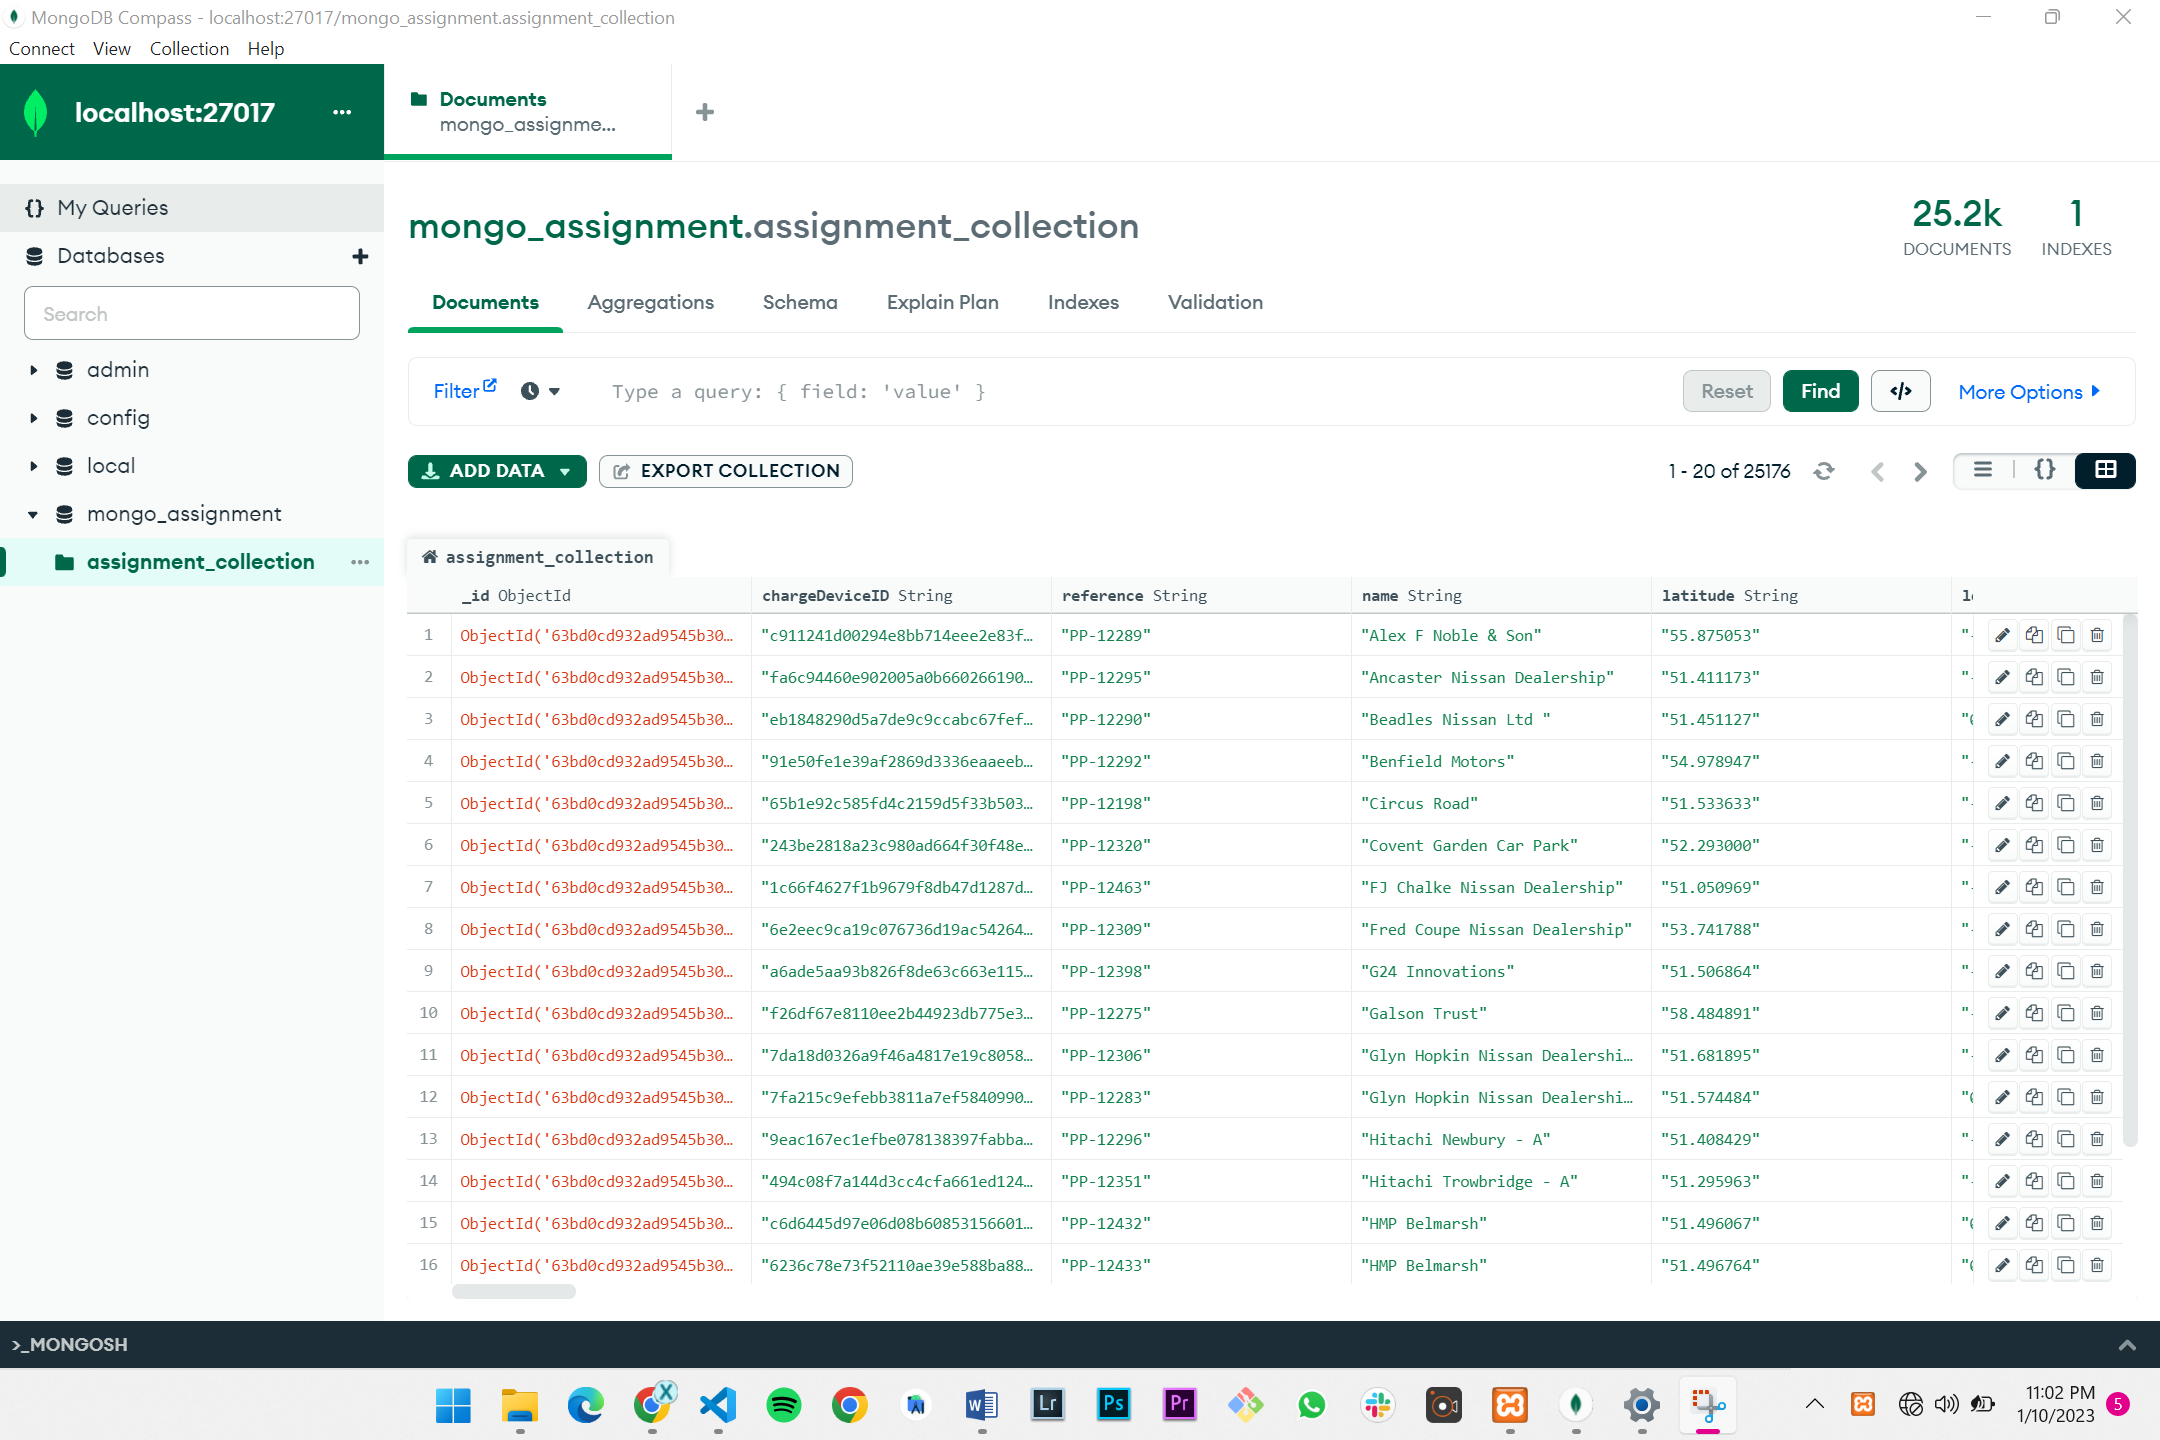 MongoDB Compass - localhost:27017/mongo_assignment.assignment_collection
Connect View Collection Help
localhost:27017 ...
Documents
mongo_assignme...
My Queries
Databases
Search
admin
config
local
mongo_assignment
assignment_collection ...
mongo_assignment.assignment_collection
25.2k
DOCUMENTS
1
INDEXES
Documents Aggregations Schema Explain Plan Indexes Validation
Filter Type a query: { field: 'value' } Reset Find </> More Options
ADD DATA EXPORT COLLECTION 1 - 20 of 25176 {}
assignment_collection
_id ObjectId chargeDeviceID String reference String name String latitude String
1 ObjectId('63bd0cd932ad9545b30… "c911241d00294e8bb714eee2e83f… "PP-12289" "Alex F Noble & Son" "55.875053" "-
2 ObjectId('63bd0cd932ad9545b30… "fa6c94460e902005a0b660266190… "PP-12295" "Ancaster Nissan Dealership" "51.411173" "-
3 ObjectId('63bd0cd932ad9545b30… "eb1848290d5a7de9c9ccabc67fef… "PP-12290" "Beadles Nissan Ltd " "51.451127" "0
4 ObjectId('63bd0cd932ad9545b30… "91e50fe1e39af2869d3336eaaeeb… "PP-12292" "Benfield Motors" "54.978947" "-
5 ObjectId('63bd0cd932ad9545b30… "65b1e92c585fd4c2159d5f33b503… "PP-12198" "Circus Road" "51.533633" "-
6 ObjectId('63bd0cd932ad9545b30… "243be2818a23c980ad664f30f48e… "PP-12320" "Covent Garden Car Park" "52.293000" "-
7 ObjectId('63bd0cd932ad9545b30… "1c66f4627f1b9679f8db47d1287d… "PP-12463" "FJ Chalke Nissan Dealership" "51.050969" "-
8 ObjectId('63bd0cd932ad9545b30… "6e2eec9ca19c076736d19ac54264… "PP-12309" "Fred Coupe Nissan Dealership" "53.741788" "-
9 ObjectId('63bd0cd932ad9545b30… "a6ade5aa93b826f8de63c663e115… "PP-12398" "G24 Innovations" "51.506864" "-
10 ObjectId('63bd0cd932ad9545b30… "f26df67e8110ee2b44923db775e3… "PP-12275" "Galson Trust" "58.484891" "-
11 ObjectId('63bd0cd932ad9545b30… "7da18d0326a9f46a4817e19c8058… "PP-12306" "Glyn Hopkin Nissan Dealershi… "51.681895" "-
12 ObjectId('63bd0cd932ad9545b30… "7fa215c9efebb3811a7ef5840990… "PP-12283" "Glyn Hopkin Nissan Dealershi… "51.574484" "0
13 ObjectId('63bd0cd932ad9545b30… "9eac167ec1efbe078138397fabba… "PP-12296" "Hitachi Newbury - A" "51.408429" "-
14 ObjectId('63bd0cd932ad9545b30… "494c08f7a144d3cc4cfa661ed124… "PP-12351" "Hitachi Trowbridge - A" "51.295963" "-
15 ObjectId('63bd0cd932ad9545b30… "c6d6445d97e06d08b60853156601… "PP-12432" "HMP Belmarsh" "51.496067" "0
16 ObjectId('63bd0cd932ad9545b30… "6236c78e73f52110ae39e588ba88… "PP-12433" "HMP Belmarsh" "51.496764" "0
>_MONGOSH
X W Lr Ps Pr 11:02 PM
1/10/2023 5